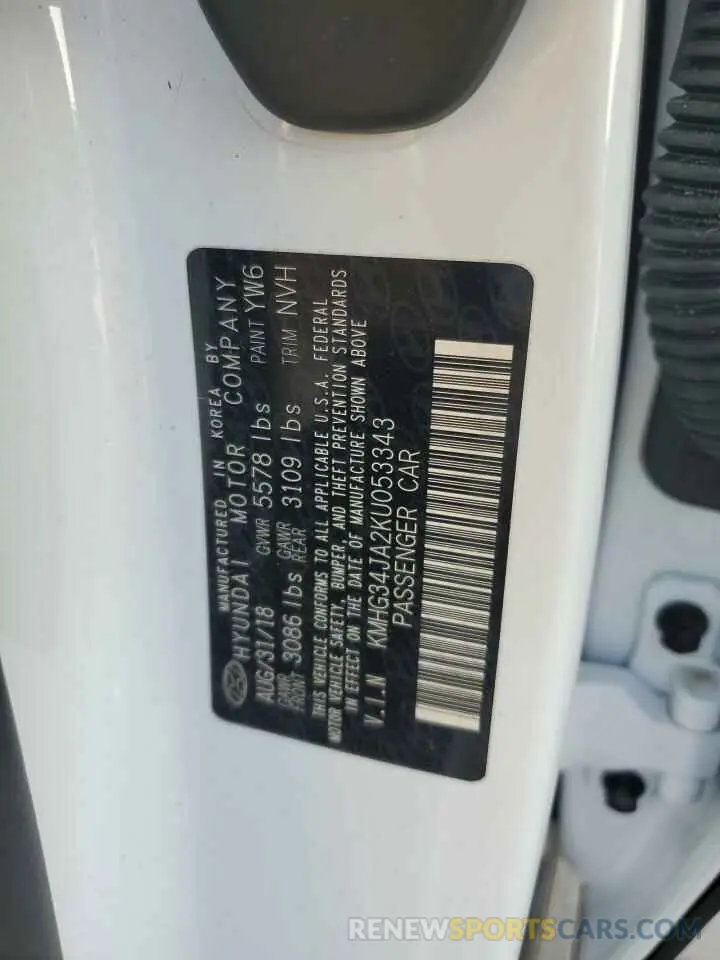 MANUFACTURED IN KOREA BY
HYUNDAI MOTOR COMPANY
AUG/31/18 GVWR 5578 lbs PAINT YW6
GAWR FRONT 3086 lbs GAWR REAR 3109 lbs TRIM NVH
THIS VEHICLE CONFORMS TO ALL APPLICABLE U.S.A. FEDERAL
MOTOR VEHICLE SAFETY, BUMPER, AND THEFT PREVENTION STANDARDS
IN EFFECT ON THE DATE OF MANUFACTURE SHOWN ABOVE
V.I.N KMHG34JA2KU053343
PASSENGER CAR
RENEWSPORTSCARS.COM